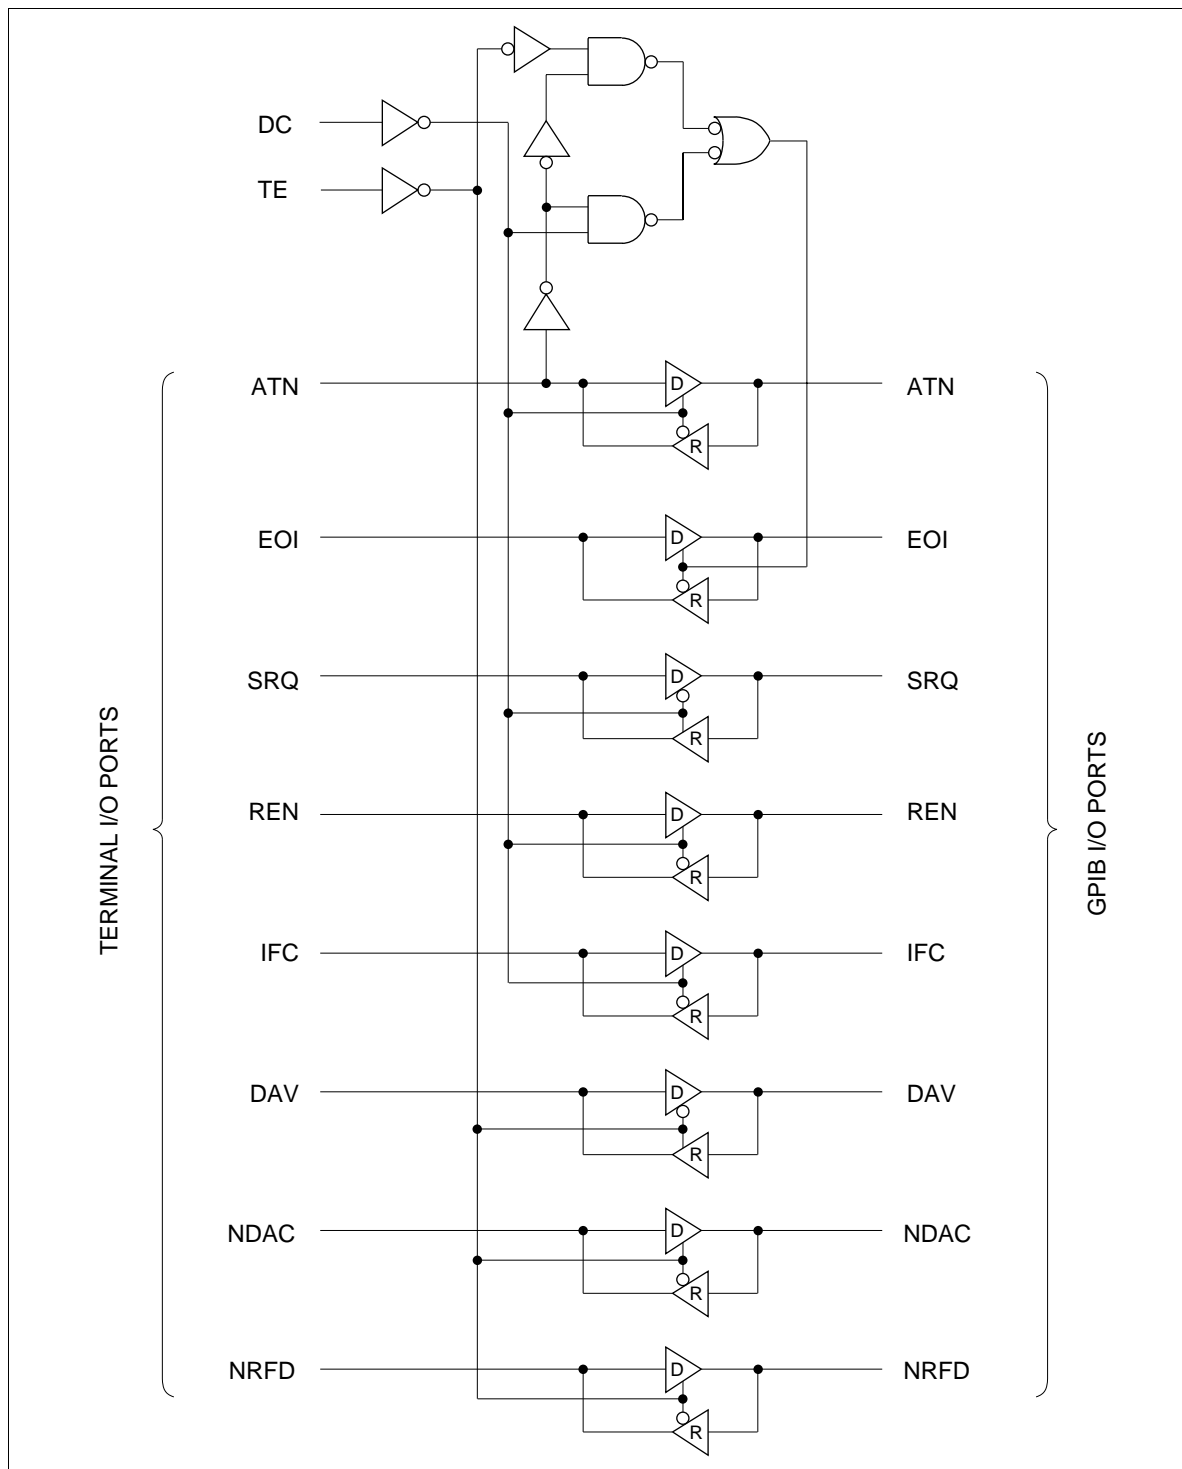 DC
TE
ATN D ATN
R
EOI D EOI
R
SRQ D SRQ
R
REN D REN
R
IFC D IFC
R
DAV D DAV
R
NDAC D NDAC
R
NRFD D NRFD
R
TERMINAL I/O PORTS
GPIB I/O PORTS